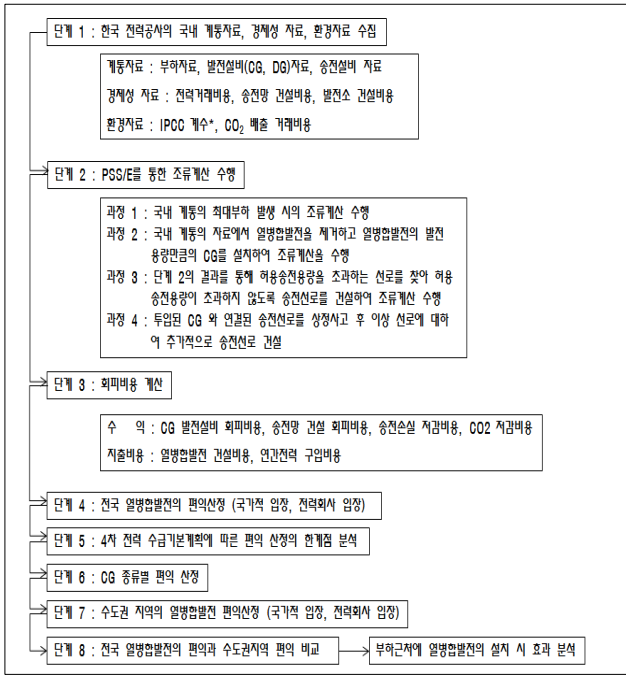 단계 1 : 한국 전력공사의 국내 계통자료, 경제성 자료, 환경자료 수집
계통자료 : 부하자료, 발전설비(CG, DG)자료, 송전설비 자료
경제성 자료 : 전력거래비용, 송전망 건설비용, 발전소 건설비용
환경자료 : IPCC 계수*, CO₂ 배출 거래비용
단계 2 : PSS/E를 통한 조류계산 수행
과정 1 : 국내 계통의 최대부하 발생 시의 조류계산 수행
과정 2 : 국내 계통의 자료에서 열병합발전을 제거하고 열병합발전의 발전
용량만큼의 CG를 설치하여 조류계산을 수행
과정 3 : 단계 2의 결과를 통해 허용송전용량을 초과하는 선로를 찾아 허용
송전용량이 초과하지 않도록 송전선로를 건설하여 조류계산 수행
과정 4 : 투입된 CG 와 연결된 송전선로를 상정사고 후 이상 선로에 대하
여 추가적으로 송전선로 건설
단계 3 : 회피비용 계산
수 익 : CG 발전설비 회피비용, 송전망 건설 회피비용, 송전손실 저감비용, CO2 저감비용
지출비용 : 열병합발전 건설비용, 연간전력 구입비용
단계 4 : 전국 열병합발전의 편의산정 (국가적 입장, 전력회사 입장)
단계 5 : 4차 전력 수급기본계획에 따른 편의 산정의 한계점 분석
단계 6 : CG 종류별 편의 산정
단계 7 : 수도권 지역의 열병합발전 편의산정 (국가적 입장, 전력회사 입장)
단계 8 : 전국 열병합발전의 편의과 수도권지역 편의 비교
부하근처에 열병합발전의 설치 시 효과 분석